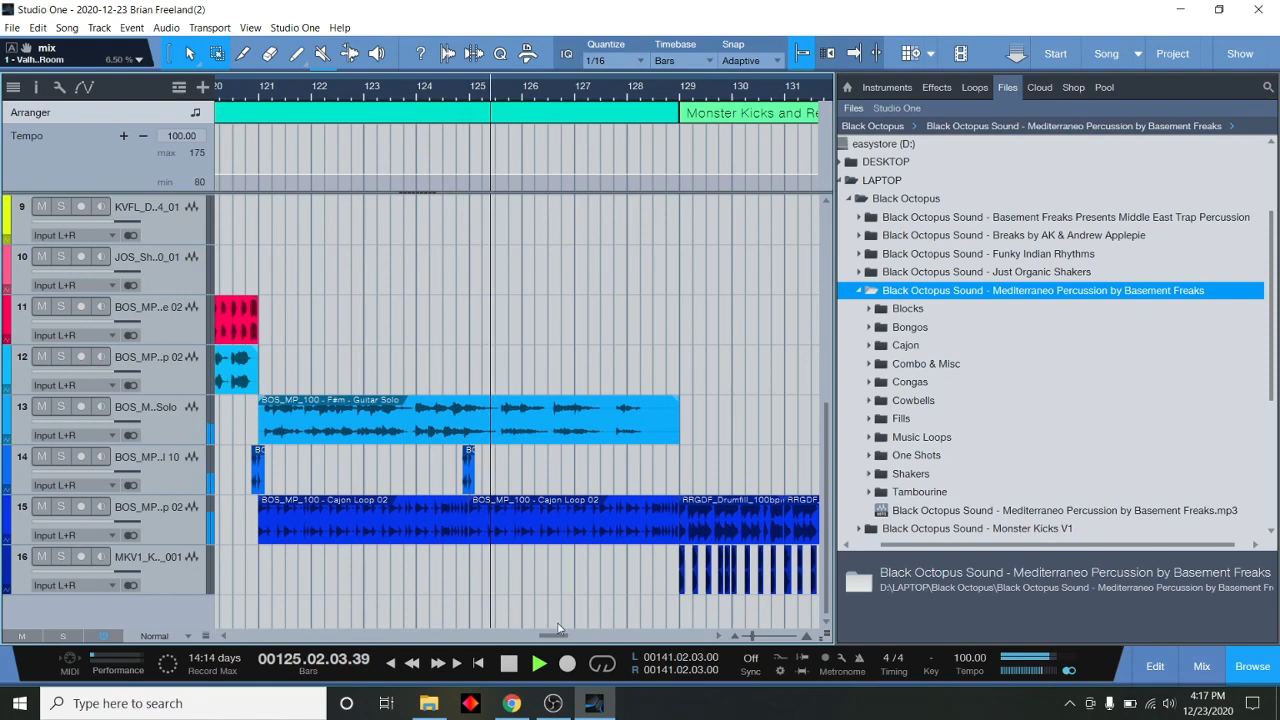 Studio One - 2020-12-23 Brian Freeland(2)
File Edit Song Track Event Audio Transport View Studio One Help
A mix
1 - Valh..Room 6.50 %
IQ
Quantize
1/16
Timebase
Bars
Snap
Adaptive
Start Song Project Show
Arranger
Tempo + − 100.00
max 175
min 80
20 121 122 123 124 125 126 127 128 129 130 131
Monster Kicks and Re
9 M S KVFL_D..4_01
Input L+R
10 M S JOS_Sh..0_01
Input L+R
11 M S BOS_MP...e 02
Input L+R
12 M S BOS_MP..p 02
Input L+R
13 M S BOS_M..Solo
Input L+R
14 M S BOS_MP..l 10
Input L+R
15 M S BOS_MP..p 02
Input L+R
16 M S MKV1_K.._001
Input L+R
BOS_MP_100 - F#m - Guitar Solo
BOS_MP_100 - Cajon Loop 02
BOS_MP_100 - Cajon Loop 02
RRGDF_Drumfill_100bpm
M S Normal
Instruments Effects Loops Files Cloud Shop Pool
Files Studio One
Black Octopus Black Octopus Sound - Mediterraneo Percussion by Basement Freaks
easystore (D:)
DESKTOP
LAPTOP
Black Octopus
Black Octopus Sound - Basement Freaks Presents Middle East Trap Percussion
Black Octopus Sound - Breaks by AK & Andrew Applepie
Black Octopus Sound - Funky Indian Rhythms
Black Octopus Sound - Just Organic Shakers
Black Octopus Sound - Mediterraneo Percussion by Basement Freaks
Blocks
Bongos
Cajon
Combo & Misc
Congas
Cowbells
Fills
Music Loops
One Shots
Shakers
Tambourine
Black Octopus Sound - Mediterraneo Percussion by Basement Freaks.mp3
Black Octopus Sound - Monster Kicks V1
Black Octopus Sound - Mediterraneo Percussion by Basement Freaks
D:\LAPTOP\Black Octopus\Black Octopus Sound - Mediterraneo Percussion by Basement Fr
MIDI
Performance
14:14 days
Record Max
00125.02.03.39
Bars
L 00141.02.03.00
R 00141.02.03.00
Off
Sync
Metronome
4 / 4
Timing
-
Key
100.00
Tempo
Edit Mix Browse
Type here to search
4:17 PM
12/23/2020